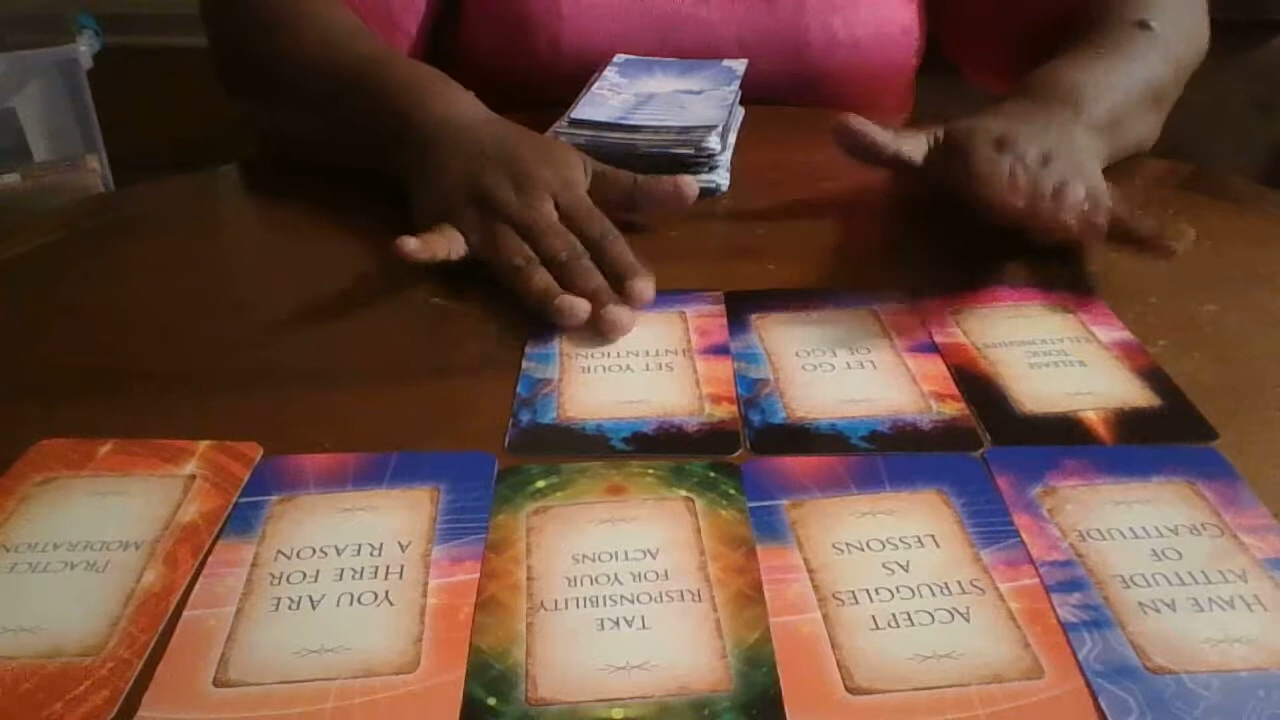 SET YOUR
INTENTIONS
LET GO
OF EGO
RELEASE
TOXIC
RELATIONSHIPS
PRACTICE
MODERATION
YOU ARE
HERE FOR
A REASON
TAKE
RESPONSIBILITY
FOR YOUR
ACTIONS
ACCEPT
STRUGGLES
AS
LESSONS
HAVE AN
ATTITUDE
OF
GRATITUDE